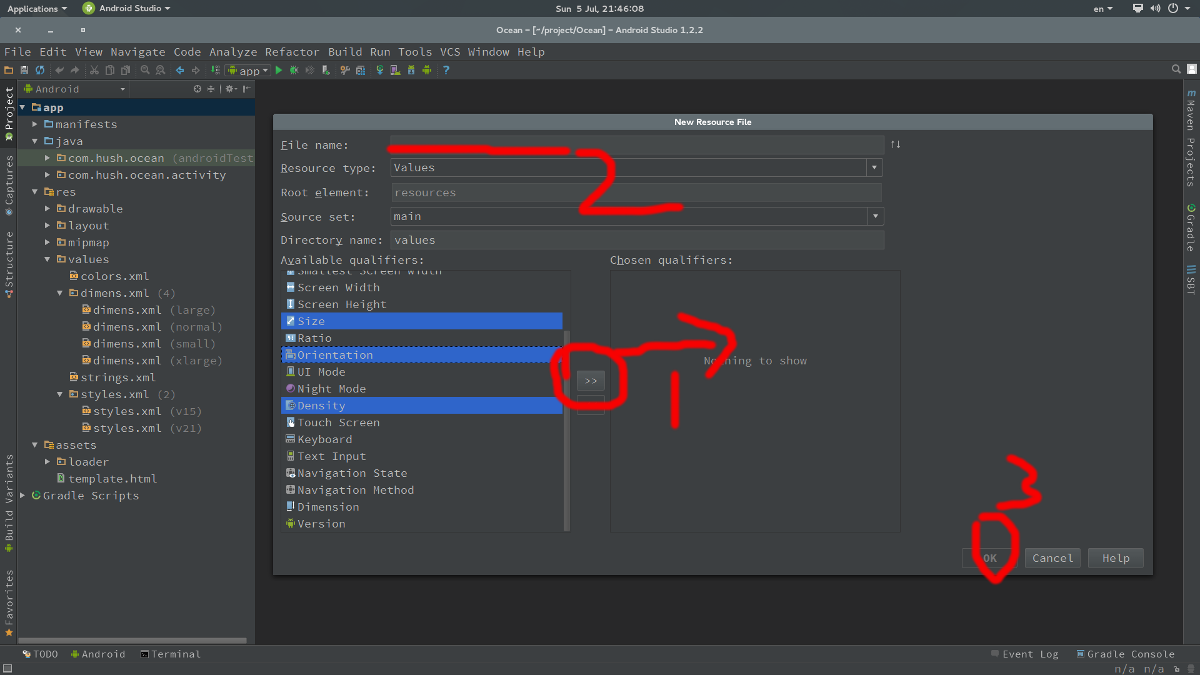 Applications
Android Studio
Sun 5 Jul, 21:46:08
en
Ocean - [~/project/Ocean] - Android Studio 1.2.2
File Edit View Navigate Code Analyze Refactor Build Run Tools VCS Window Help
app
Android
Project
Captures
Structure
Build Variants
Favorites
app
manifests
java
com.hush.ocean (androidTest
com.hush.ocean.activity
res
drawable
layout
mipmap
values
colors.xml
dimens.xml (4)
dimens.xml (large)
dimens.xml (normal)
dimens.xml (small)
dimens.xml (xlarge)
strings.xml
styles.xml (2)
styles.xml (v15)
styles.xml (v21)
assets
loader
template.html
Gradle Scripts
New Resource File
File name:
Resource type: Values
Root element: resources
Source set: main
Directory name: values
Available qualifiers:
Chosen qualifiers:
Smallest Screen Width
Screen Width
Screen Height
Size
Ratio
Orientation
UI Mode
Night Mode
Density
Touch Screen
Keyboard
Text Input
Navigation State
Navigation Method
Dimension
Version
>>
Nothing to show
2
1
3
OK
Cancel
Help
Maven Projects
Gradle
SBT
TODO
Android
Terminal
Event Log
Gradle Console
n/a n/a